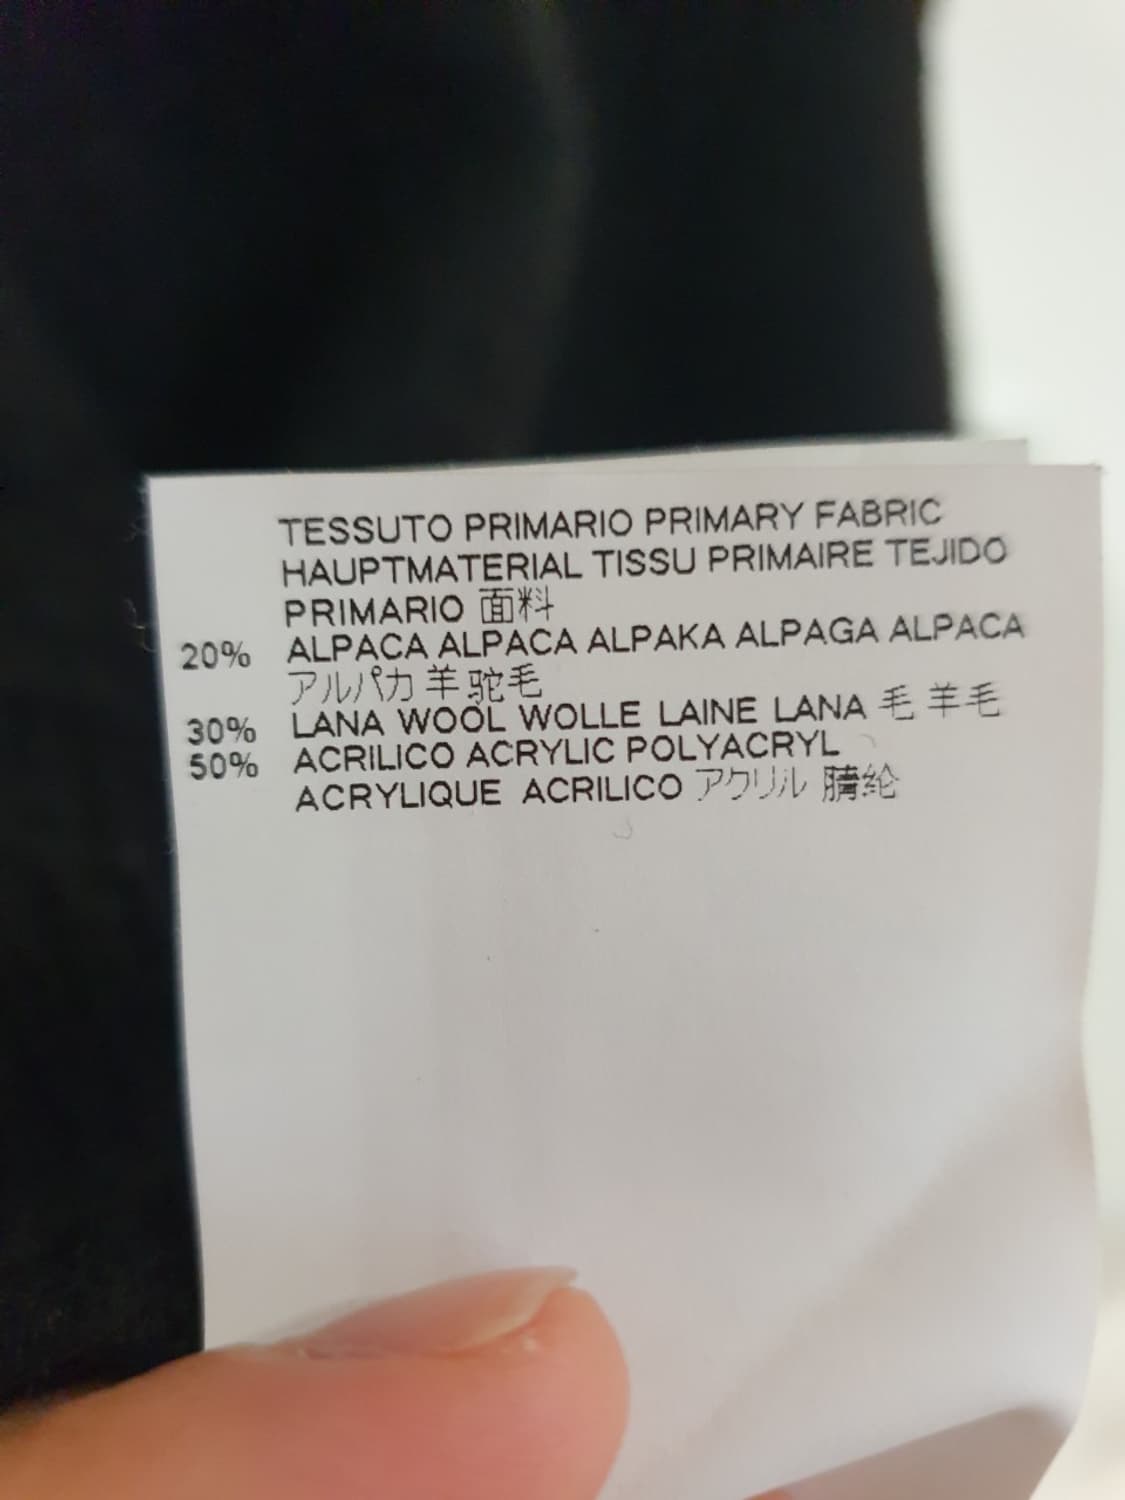 TESSUTO PRIMARIO PRIMARY FABRIC
HAUPTMATERIAL TISSU PRIMAIRE TEJIDO
PRIMARIO 面料
20% ALPACA ALPACA ALPAKA ALPAGA ALPACA
アルパカ 羊驼毛
30% LANA WOOL WOLLE LAINE LANA 毛 羊毛
50% ACRILICO ACRYLIC POLYACRYL
ACRYLIQUE ACRILICO アクリル 腈纶